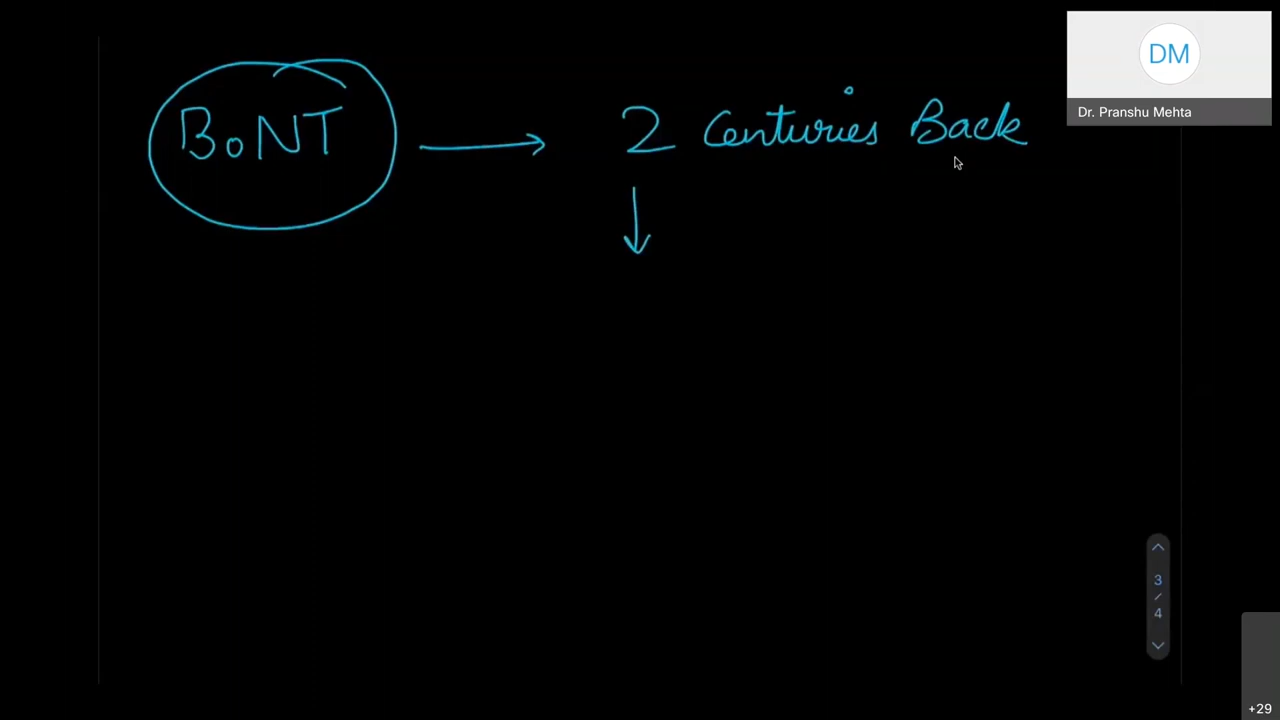 DM
Dr. Pranshu Mehta
BoNT → 2 Centuries Back
↓
3
/
4
+29